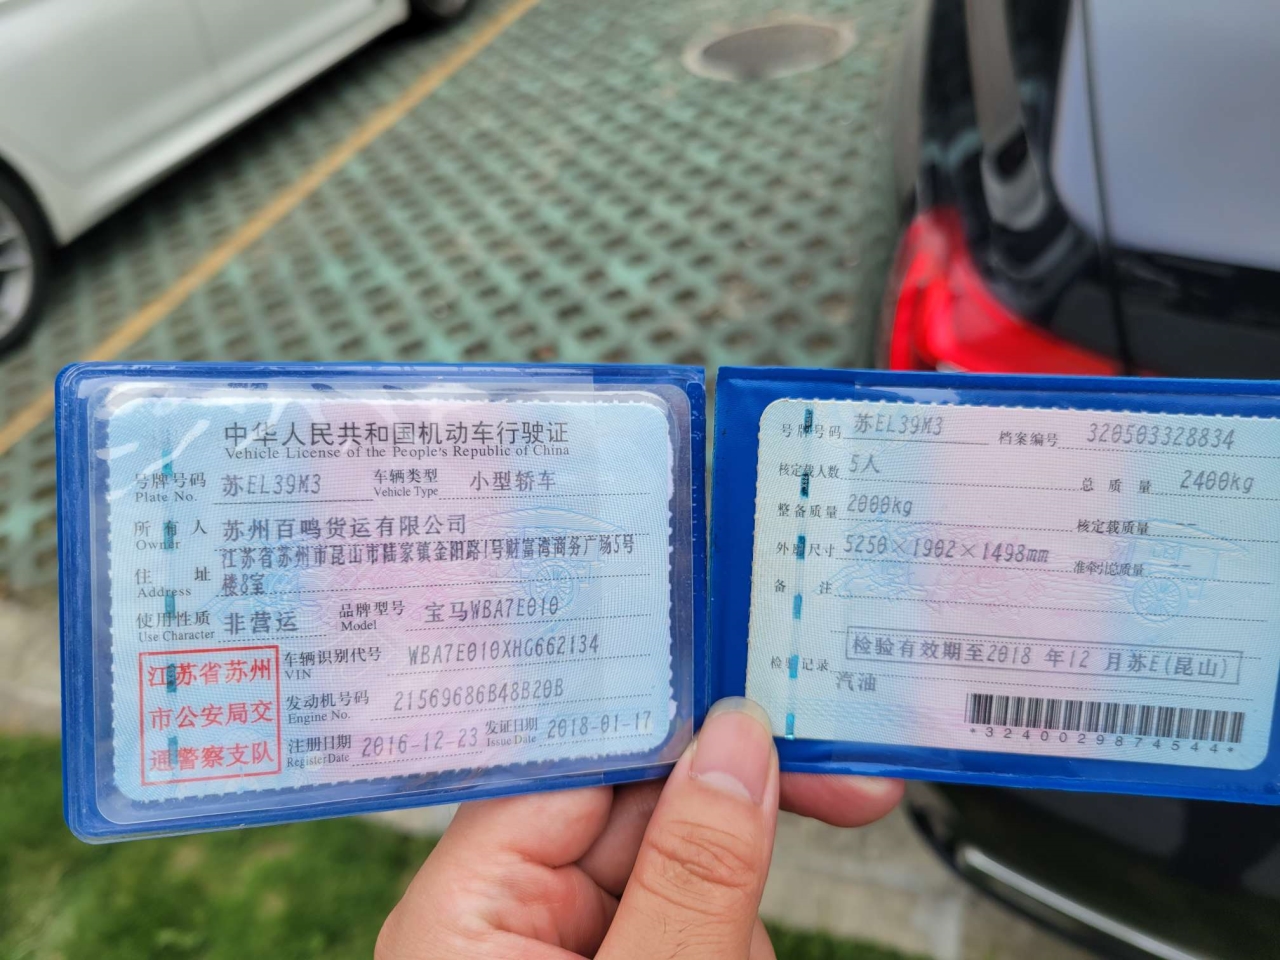 中华人民共和国机动车行驶证
Vehicle License of the People's Republic of China
号牌号码 苏EL39M3 车辆类型 小型轿车
Plate No. Vehicle Type
所有人 苏州百鸣货运有限公司
Owner
住址 江苏省苏州市昆山市陆家镇金阳路1号财富湾商务广场5号
Address 楼8室
使用性质 非营运 品牌型号 宝马WBA7E010
Use Character Model
江苏省苏州
市公安局交
通警察支队
车辆识别代号 WBA7E010XHG662134
VIN
发动机号码 21569686B48B20B
Engine No.
注册日期 2016-12-23 发证日期 2018-01-17
Register Date Issue Date
号牌号码 苏EL39M3 档案编号 320503328834
核定载人数 5人 总质量 2400kg
整备质量 2000kg 核定载质量 --
外廓尺寸 5250×1902×1498mm 准牵引总质量 --
备注
检验记录 检验有效期至2018 年12 月苏E(昆山)
汽油
*3240029874544*